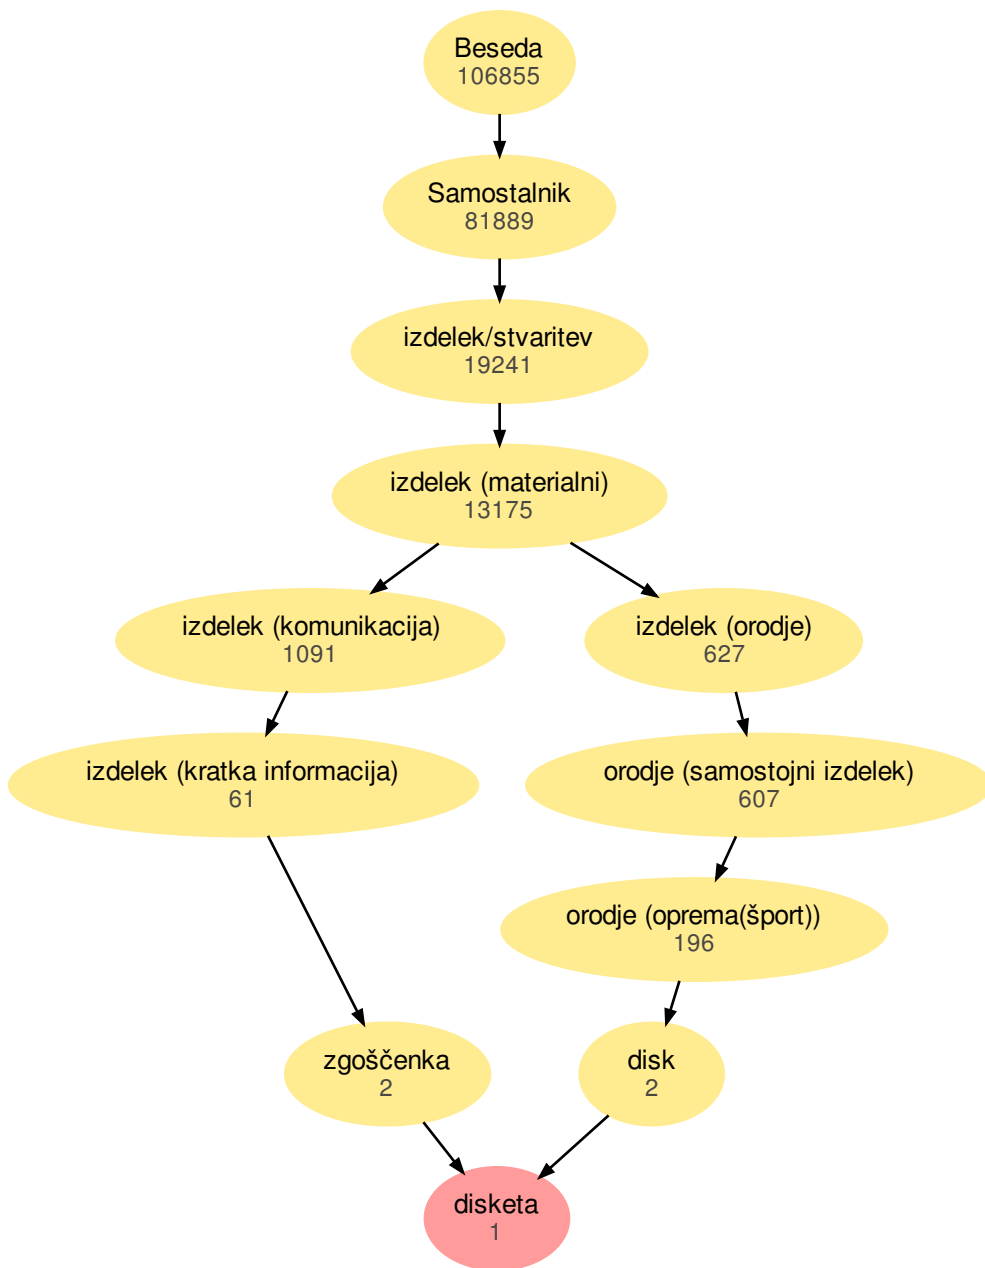 Beseda
106855
Samostalnik
81889
izdelek/stvaritev
19241
izdelek (materialni)
13175
izdelek (komunikacija)
1091
izdelek (orodje)
627
izdelek (kratka informacija)
61
orodje (samostojni izdelek)
607
orodje (oprema(šport))
196
zgoščenka
2
disk
2
disketa
1